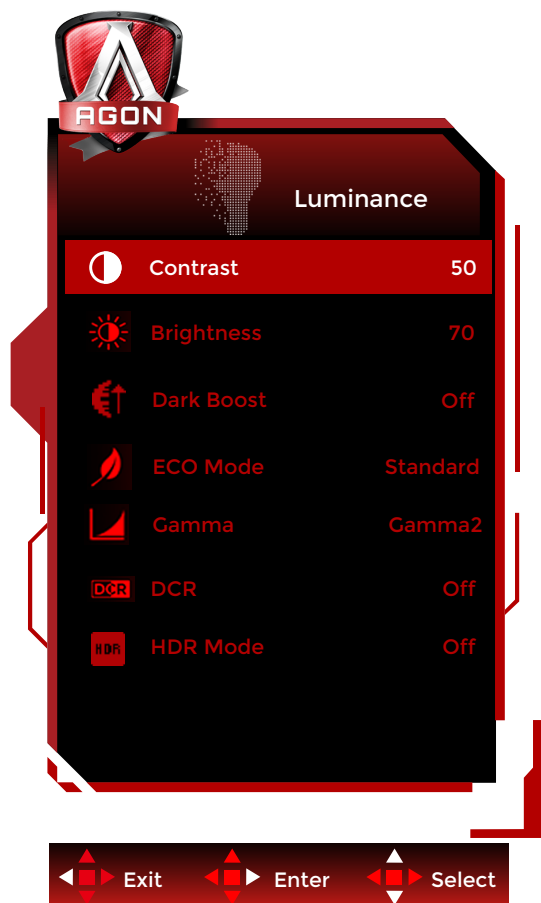 AGON
Luminance
Contrast 50
Brightness 70
Dark Boost Off
ECO Mode Standard
Gamma Gamma2
DCR DCR Off
HDR HDR Mode Off
Exit Enter Select